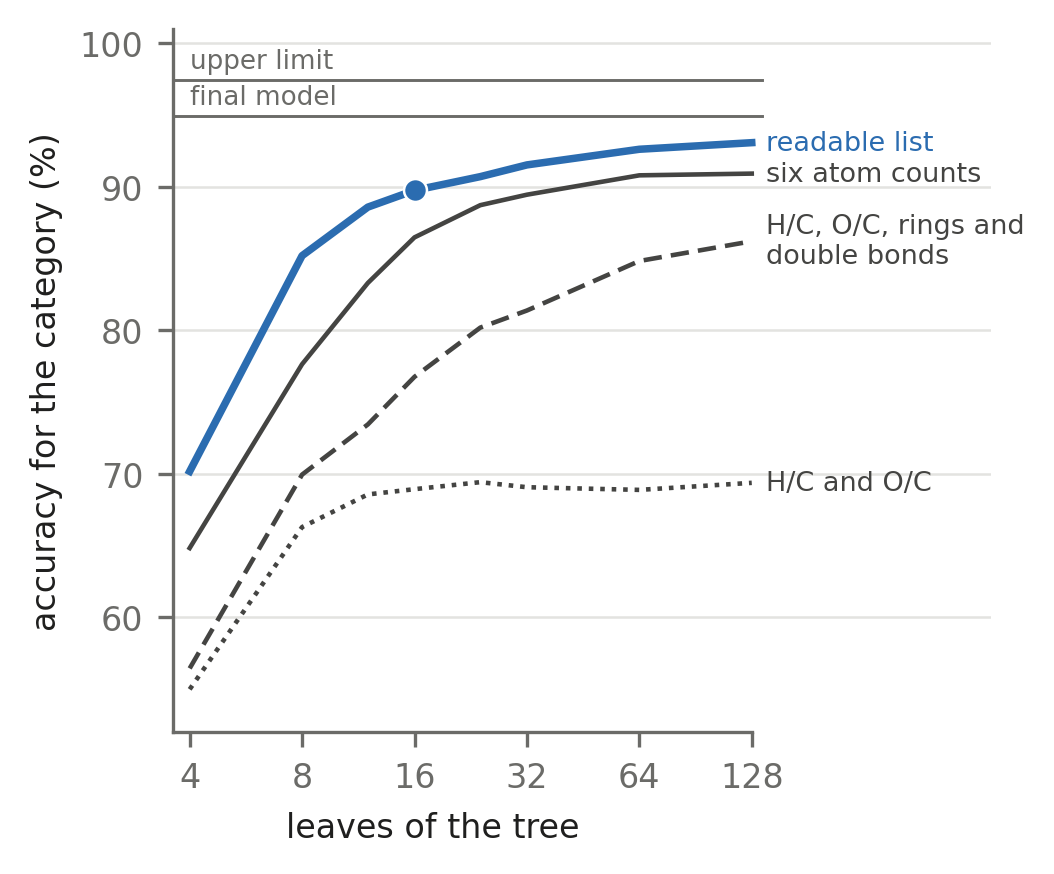 100
upper limit
final model
readable list
six atom counts
90
H/C, O/C, rings and
double bonds
80
70
H/C and O/C
60
accuracy for the category (%)
4 8 16 32 64 128
leaves of the tree